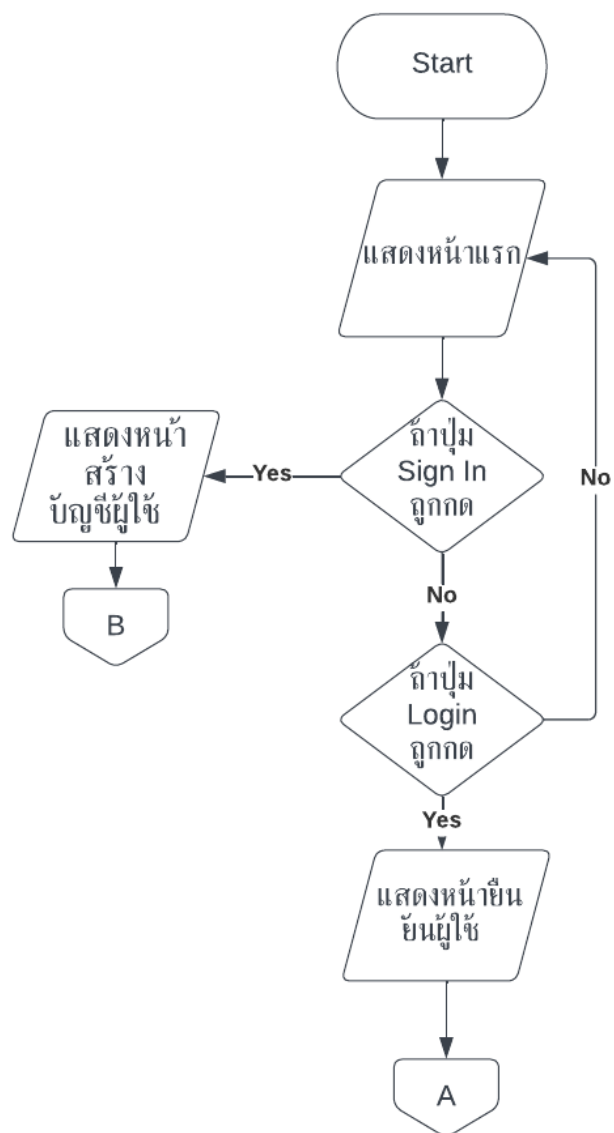 Start
แสดงหน้าแรก
ถ้าปุ่ม
Sign In
ถูกกด
Yes
แสดงหน้า
สร้าง
บัญชีผู้ใช้
B
No
No
ถ้าปุ่ม
Login
ถูกกด
Yes
แสดงหน้ายืน
ยันผู้ใช้
A